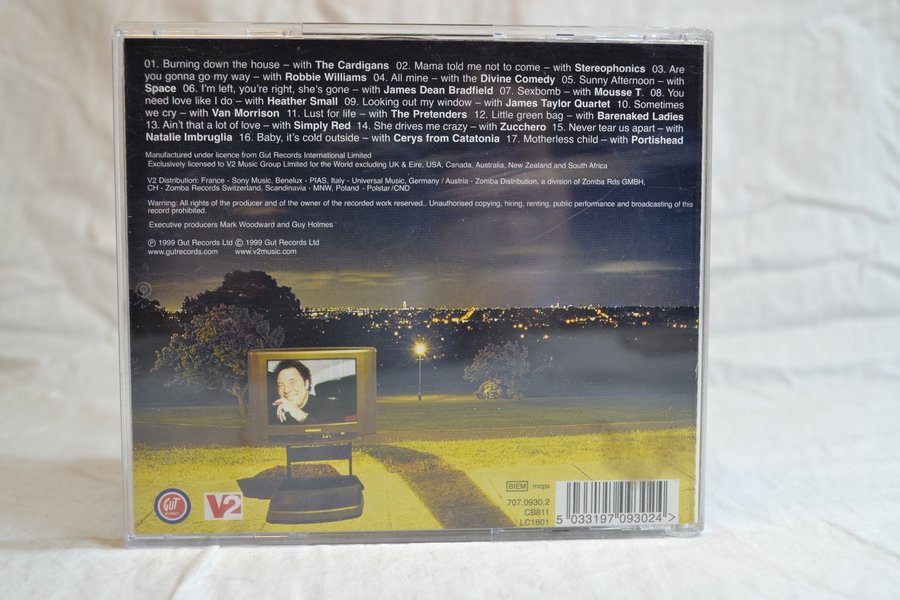 01. Burning down the house – with The Cardigans 02. Mama told me not to come – with Stereophonics 03. Are
you gonna go my way – with Robbie Williams 04. All mine – with the Divine Comedy 05. Sunny Afternoon – with
Space 06. I'm left, you're right, she's gone – with James Dean Bradfield 07. Sexbomb – with Mousse T. 08. You
need love like I do – with Heather Small 09. Looking out my window – with James Taylor Quartet 10. Sometimes
we cry – with Van Morrison 11. Lust for life – with The Pretenders 12. Little green bag – with Barenaked Ladies
13. Ain't that a lot of love – with Simply Red 14. She drives me crazy – with Zucchero 15. Never tear us apart – with
Natalie Imbruglia 16. Baby, it's cold outside – with Cerys from Catatonia 17. Motherless child – with Portishead
Manufactured under licence from Gut Records International Limited
Exclusively licensed to V2 Music Group Limited for the World excluding UK & Eire, USA, Canada, Australia, New Zealand and South Africa
V2 Distribution: France - Sony Music, Benelux - PIAS, Italy - Universal Music, Germany / Austria - Zomba Distribution, a division of Zomba Rds GMBH,
CH - Zomba Records Switzerland, Scandinavia - MNW, Poland - Polstar/CND
Warning: All rights of the producer and of the owner of the recorded work reserved.. Unauthorised copying, hiring, renting, public performance and broadcasting of this
record prohibited.
Executive producers Mark Woodward and Guy Holmes
℗ 1999 Gut Records Ltd © 1999 Gut Records Ltd
www.gutrecords.com www.v2music.com
GUT
V2
BIEM mcps
707.0930.2
CB811
LC1801
5 033197 093024 >